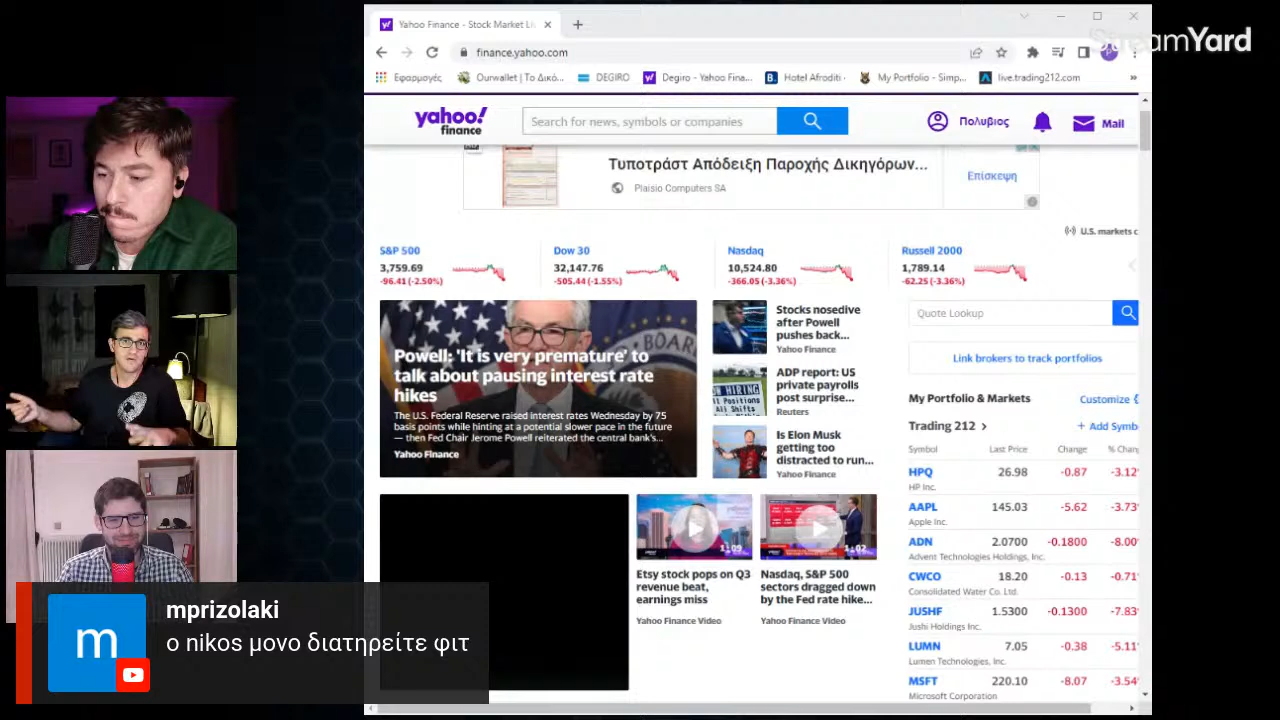 Yahoo Finance - Stock Market Li
StreamYard
finance.yahoo.com
Εφαρμογές
Ourwallet | Το Δικό...
DEGIRO
Degiro - Yahoo Fina...
Hotel Afroditi -
My Portfolio - Simp...
live.trading212.com
»
yahoo!
finance
Search for news, symbols or companies
Πολυβιος
Mail
Τυποτράστ Απόδειξη Παροχής Δικηγόρων...
Plaisio Computers SA
Επίσκεψη
U.S. markets c
S&P 500
3,759.69
-96.41 (-2.50%)
Dow 30
32,147.76
-505.44 (-1.55%)
Nasdaq
10,524.80
-366.05 (-3.36%)
Russell 2000
1,789.14
-62.25 (-3.36%)
Powell: 'It is very premature' to
talk about pausing interest rate
hikes
The U.S. Federal Reserve raised interest rates Wednesday by 75
basis points while hinting at a potential slower pace in the future
— then Fed Chair Jerome Powell reiterated the central bank's...
Yahoo Finance
Stocks nosedive
after Powell
pushes back...
Yahoo Finance
ADP report: US
private payrolls
post surprise...
Reuters
Is Elon Musk
getting too
distracted to run...
Yahoo Finance
1:09
Etsy stock pops on Q3
revenue beat,
earnings miss
Yahoo Finance Video
1:02
Nasdaq, S&P 500
sectors dragged down
by the Fed rate hike...
Yahoo Finance Video
Quote Lookup
Link brokers to track portfolios
My Portfolio & Markets
Customize
Trading 212
+ Add Symb
Symbol Last Price Change % Chang
HPQ 26.98 -0.87 -3.12
HP Inc.
AAPL 145.03 -5.62 -3.73
Apple Inc.
ADN 2.0700 -0.1800 -8.00
Advent Technologies Holdings, Inc.
CWCO 18.20 -0.13 -0.71
Consolidated Water Co. Ltd.
JUSHF 1.5300 -0.1300 -7.83
Jushi Holdings Inc.
LUMN 7.05 -0.38 -5.11
Lumen Technologies, Inc.
MSFT 220.10 -8.07 -3.54
Microsoft Corporation
m
mprizolaki
ο nikos μονο διατηρείτε φιτ